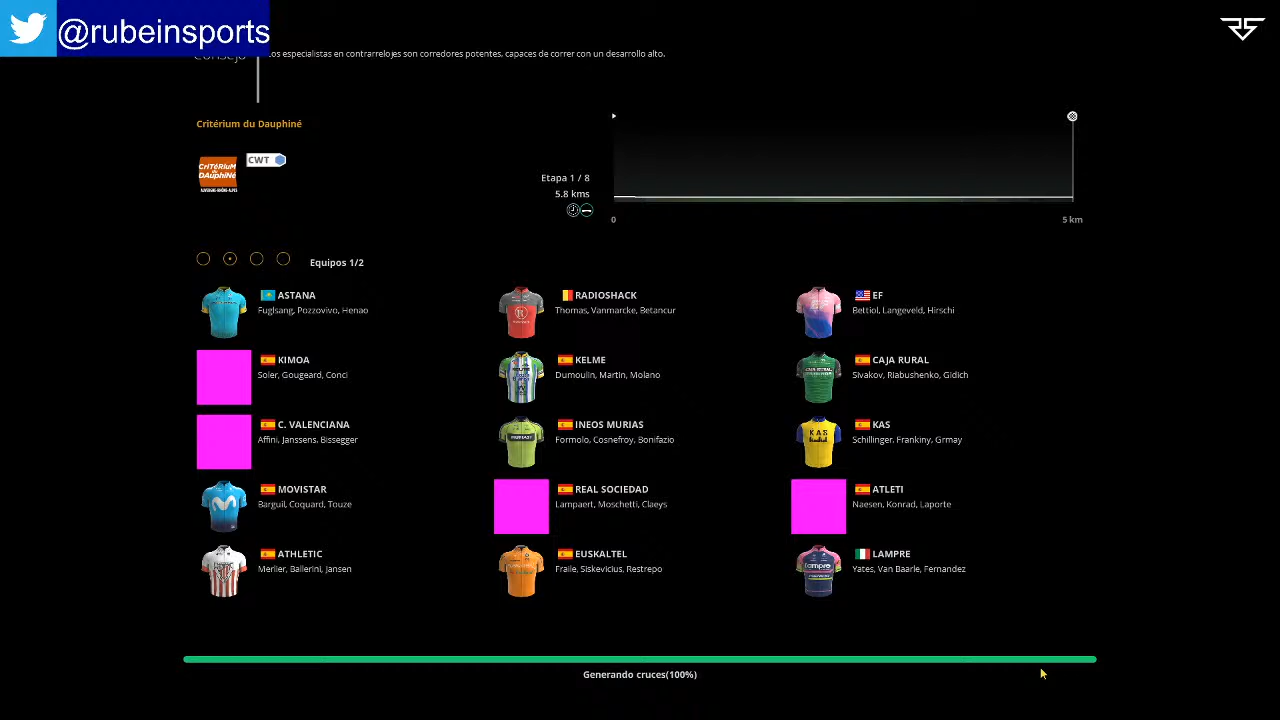 @rubeinsports
Consejo
Los especialistas en contrarrelojes son corredores potentes, capaces de correr con un desarrollo alto.
Critérium du Dauphiné
CRITÉRIUM
DU
DAUPHINÉ
CWT
Etapa 1 / 8
5.8 kms
0
5 km
Equipos 1/2
ASTANA
Fuglsang, Pozzovivo, Henao
RADIOSHACK
Thomas, Vanmarcke, Betancur
EF
Bettiol, Langeveld, Hirschi
KIMOA
Soler, Gougeard, Conci
KELME
Dumoulin, Martin, Molano
CAJA RURAL
Sivakov, Riabushenko, Gidich
C. VALENCIANA
Affini, Janssens, Bissegger
INEOS MURIAS
Formolo, Cosnefroy, Bonifazio
KAS
Schillinger, Frankiny, Grmay
MOVISTAR
Barguil, Coquard, Touze
REAL SOCIEDAD
Lampaert, Moschetti, Claeys
ATLETI
Naesen, Konrad, Laporte
ATHLETIC
Merlier, Ballerini, Jansen
EUSKALTEL
Fraile, Siskevicius, Restrepo
LAMPRE
Yates, Van Baarle, Fernandez
Generando cruces(100%)